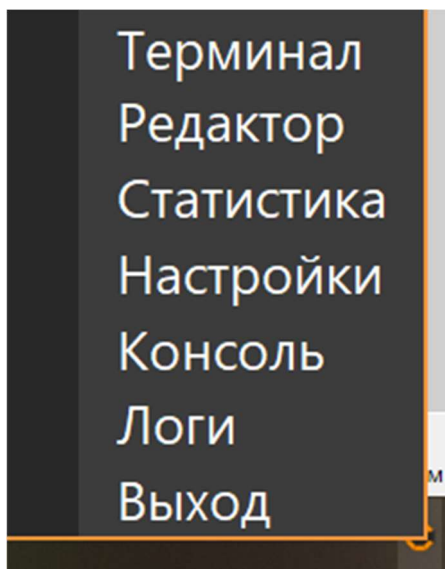 Терминал
Редактор
Статистика
Настройки
Консоль
Логи
Выход
м